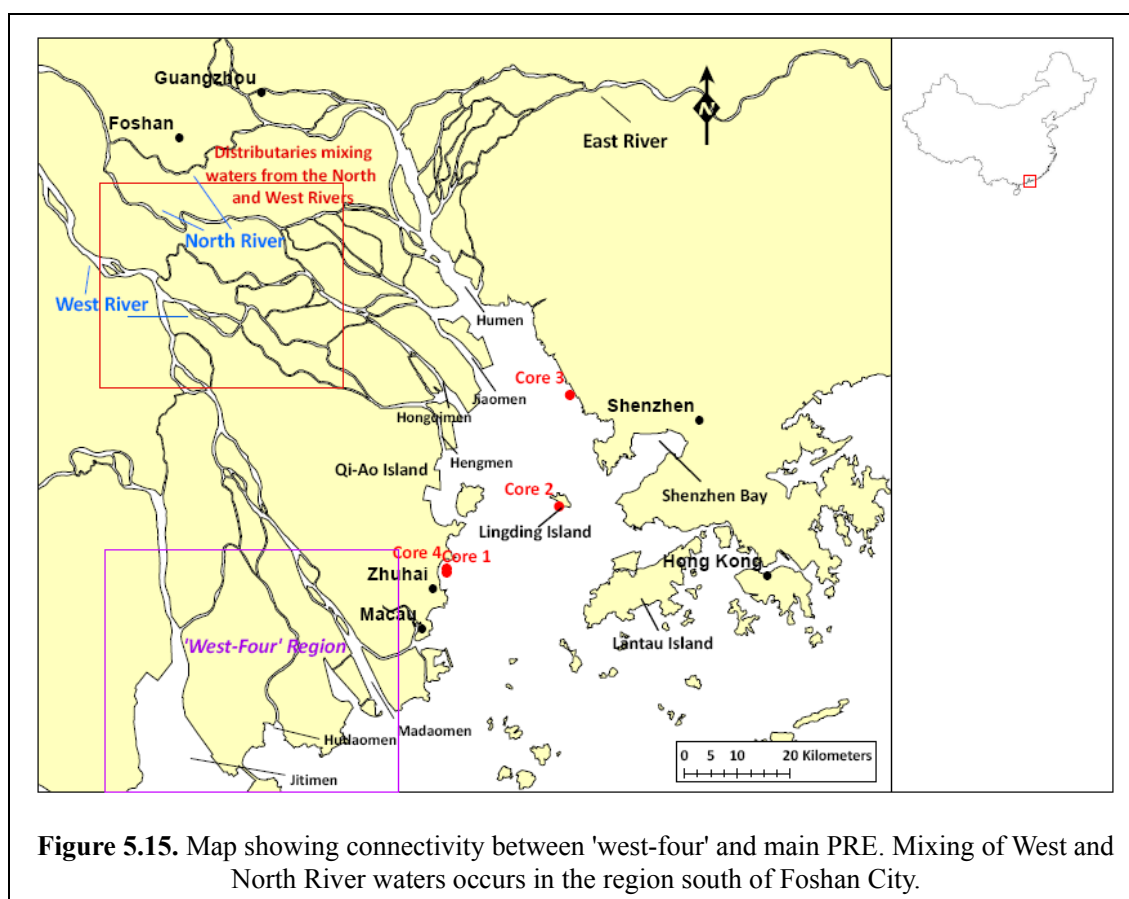 Guangzhou
Foshan
East River
N
Distributaries mixing
waters from the North
and West Rivers
North River
West River
Humen
Core 3
Jiaomen
Shenzhen
Hongqimen
Hengmen
Qi-Ao Island
Shenzhen Bay
Core 2
Lingding Island
Core 4
Core 1
Zhuhai
Hong Kong
Macau
Lantau Island
'West-Four' Region
Madaomen
Hutiaomen
Jitimen
0 5 10 20 Kilometers
Figure 5.15. Map showing connectivity between 'west-four' and main PRE. Mixing of West and
North River waters occurs in the region south of Foshan City.